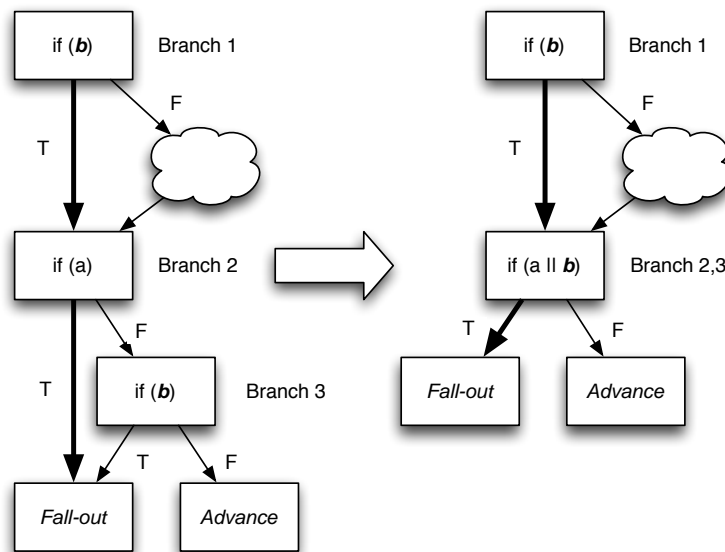 if (b) Branch 1
F
T
if (a) Branch 2
F
T
if (b) Branch 3
T F
Fall-out Advance
if (b) Branch 1
F
T
if (a || b) Branch 2,3
T F
Fall-out Advance